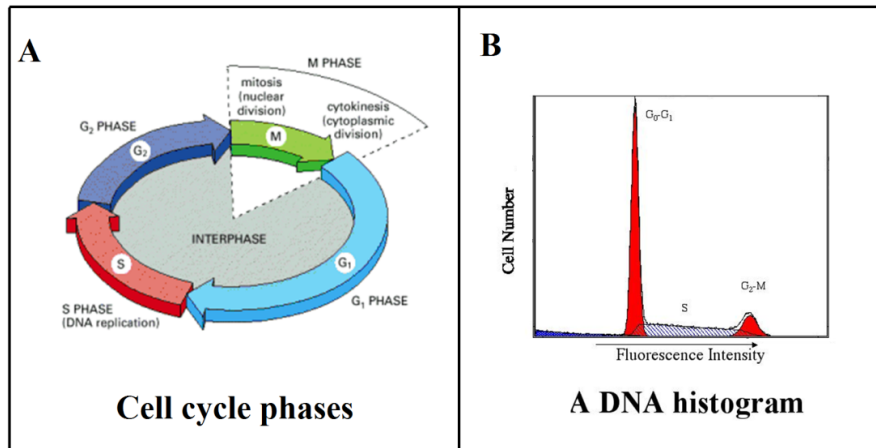 A
M PHASE
mitosis
(nuclear
division)
cytokinesis
(cytoplasmic
division)
G₂ PHASE
M
G₂
INTERPHASE
S
G₁
S PHASE
(DNA replication)
G₁ PHASE
Cell cycle phases
B
G₀-G₁
Cell Number
G₂-M
S
Fluorescence Intensity
A DNA histogram